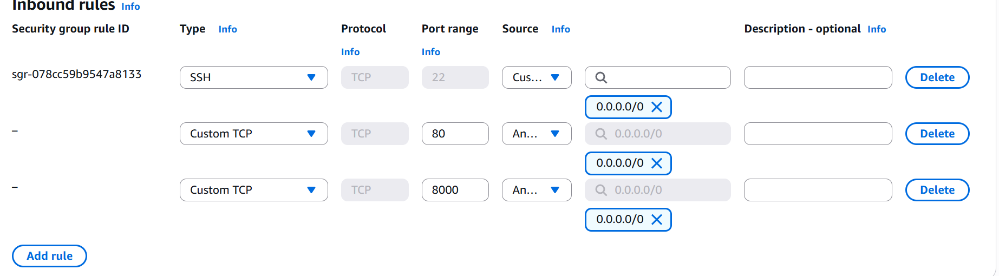 Inbound rules Info
Security group rule ID Type Info Protocol Info Port range Info Source Info Description - optional Info
sgr-078cc59b9547a8133 SSH TCP 22 Cus... Delete
0.0.0.0/0
– Custom TCP TCP 80 An... 0.0.0.0/0 Delete
0.0.0.0/0
– Custom TCP TCP 8000 An... 0.0.0.0/0 Delete
0.0.0.0/0
Add rule